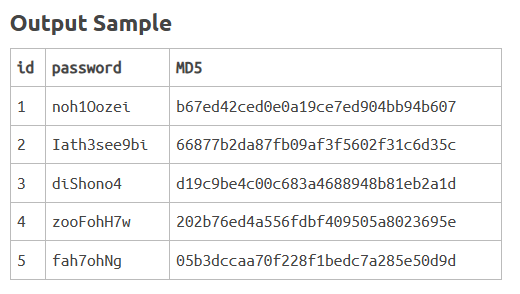 Output Sample
id password MD5
1 noh1Oozei b67ed42ced0e0a19ce7ed904bb94b607
2 Iath3see9bi 66877b2da87fb09af3f5602f31c6d35c
3 diShono4 d19c9be4c00c683a4688948b81eb2a1d
4 zooFohH7w 202b76ed4a556fdbf409505a8023695e
5 fah7ohNg 05b3dccaa70f228f1bedc7a285e50d9d